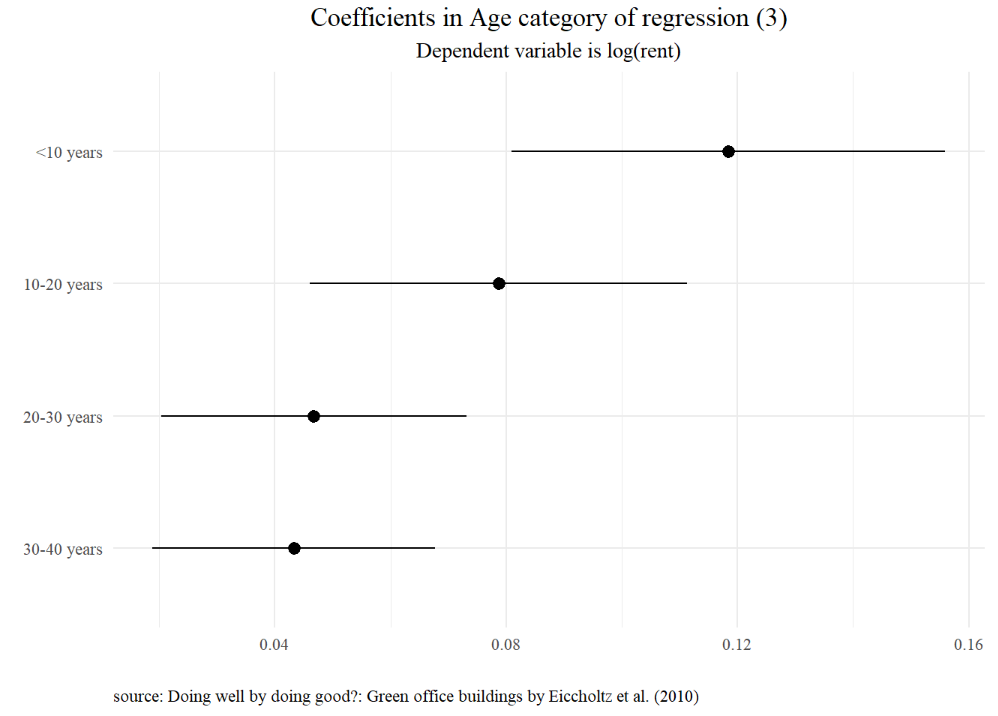 Coefficients in Age category of regression (3)
Dependent variable is log(rent)
<10 years
10-20 years
20-30 years
30-40 years
0.04 0.08 0.12 0.16
source: Doing well by doing good?: Green office buildings by Eiccholtz et al. (2010)